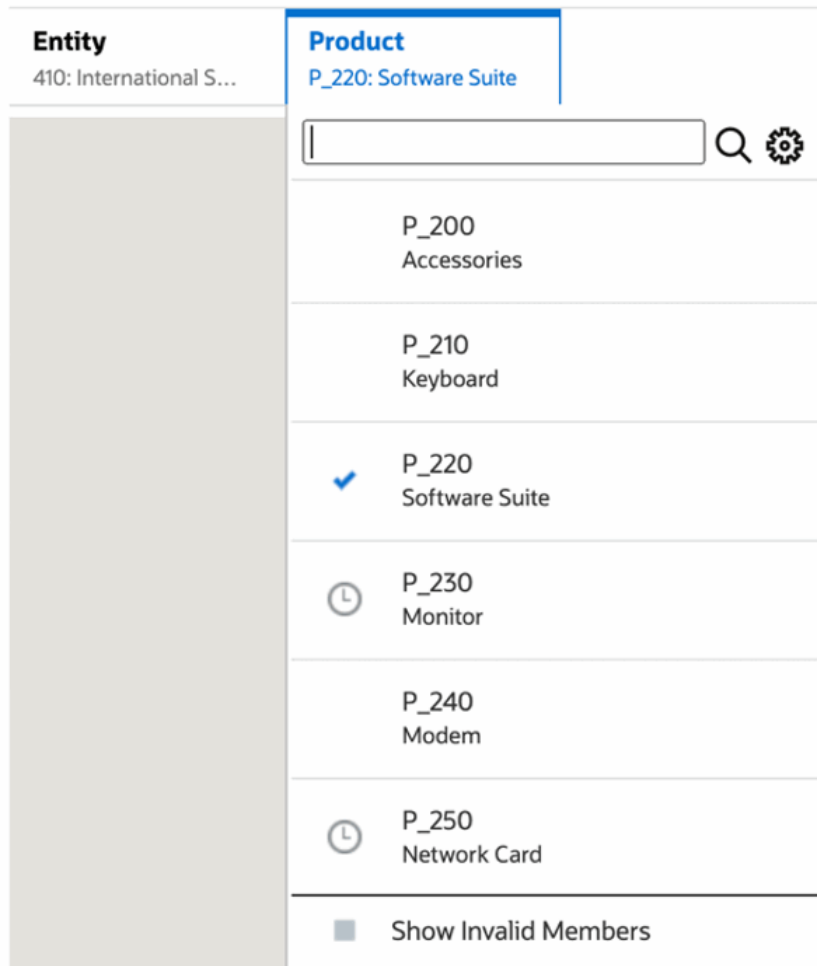 Entity
410: International S...
Product
P_220: Software Suite
P_200
Accessories
P_210
Keyboard
P_220
Software Suite
P_230
Monitor
P_240
Modem
P_250
Network Card
Show Invalid Members